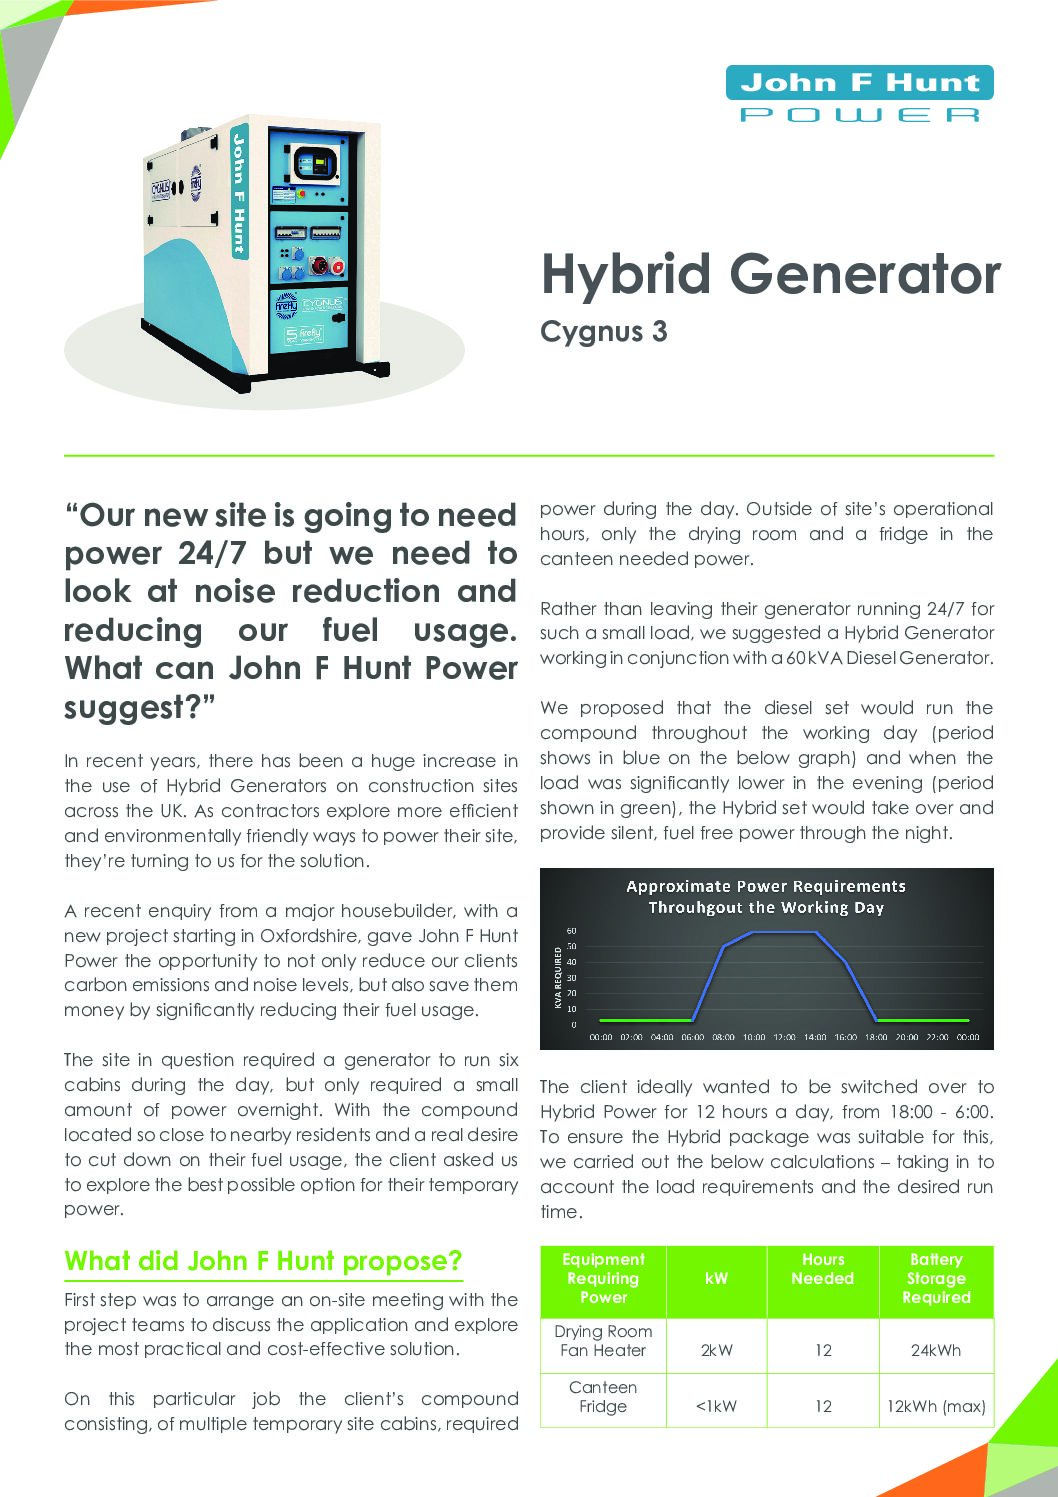 John F Hunt
POWER
John F Hunt
CYGNUS
firefly
firefly
CYGNUS
firefly
Hybrid Generator
Cygnus 3
“Our new site is going to need
power 24/7 but we need to
look at noise reduction and
reducing our fuel usage.
What can John F Hunt Power
suggest?”
In recent years, there has been a huge increase in
the use of Hybrid Generators on construction sites
across the UK. As contractors explore more efficient
and environmentally friendly ways to power their site,
they’re turning to us for the solution.
A recent enquiry from a major housebuilder, with a
new project starting in Oxfordshire, gave John F Hunt
Power the opportunity to not only reduce our clients
carbon emissions and noise levels, but also save them
money by significantly reducing their fuel usage.
The site in question required a generator to run six
cabins during the day, but only required a small
amount of power overnight. With the compound
located so close to nearby residents and a real desire
to cut down on their fuel usage, the client asked us
to explore the best possible option for their temporary
power.
What did John F Hunt propose?
First step was to arrange an on-site meeting with the
project teams to discuss the application and explore
the most practical and cost-effective solution.
On this particular job the client’s compound
consisting, of multiple temporary site cabins, required
power during the day. Outside of site’s operational
hours, only the drying room and a fridge in the
canteen needed power.
Rather than leaving their generator running 24/7 for
such a small load, we suggested a Hybrid Generator
working in conjunction with a 60 kVA Diesel Generator.
We proposed that the diesel set would run the
compound throughout the working day (period
shows in blue on the below graph) and when the
load was significantly lower in the evening (period
shown in green), the Hybrid set would take over and
provide silent, fuel free power through the night.
Approximate Power Requirements
Throuhgout the Working Day
KVA REQUIRED
60
50
40
30
20
10
0
00:00 02:00 04:00 06:00 08:00 10:00 12:00 14:00 16:00 18:00 20:00 22:00 00:00
The client ideally wanted to be switched over to
Hybrid Power for 12 hours a day, from 18:00 - 6:00.
To ensure the Hybrid package was suitable for this,
we carried out the below calculations – taking in to
account the load requirements and the desired run
time.
Equipment Requiring Power kW Hours Needed Battery Storage Required
Drying Room Fan Heater 2kW 12 24kWh
Canteen Fridge <1kW 12 12kWh (max)